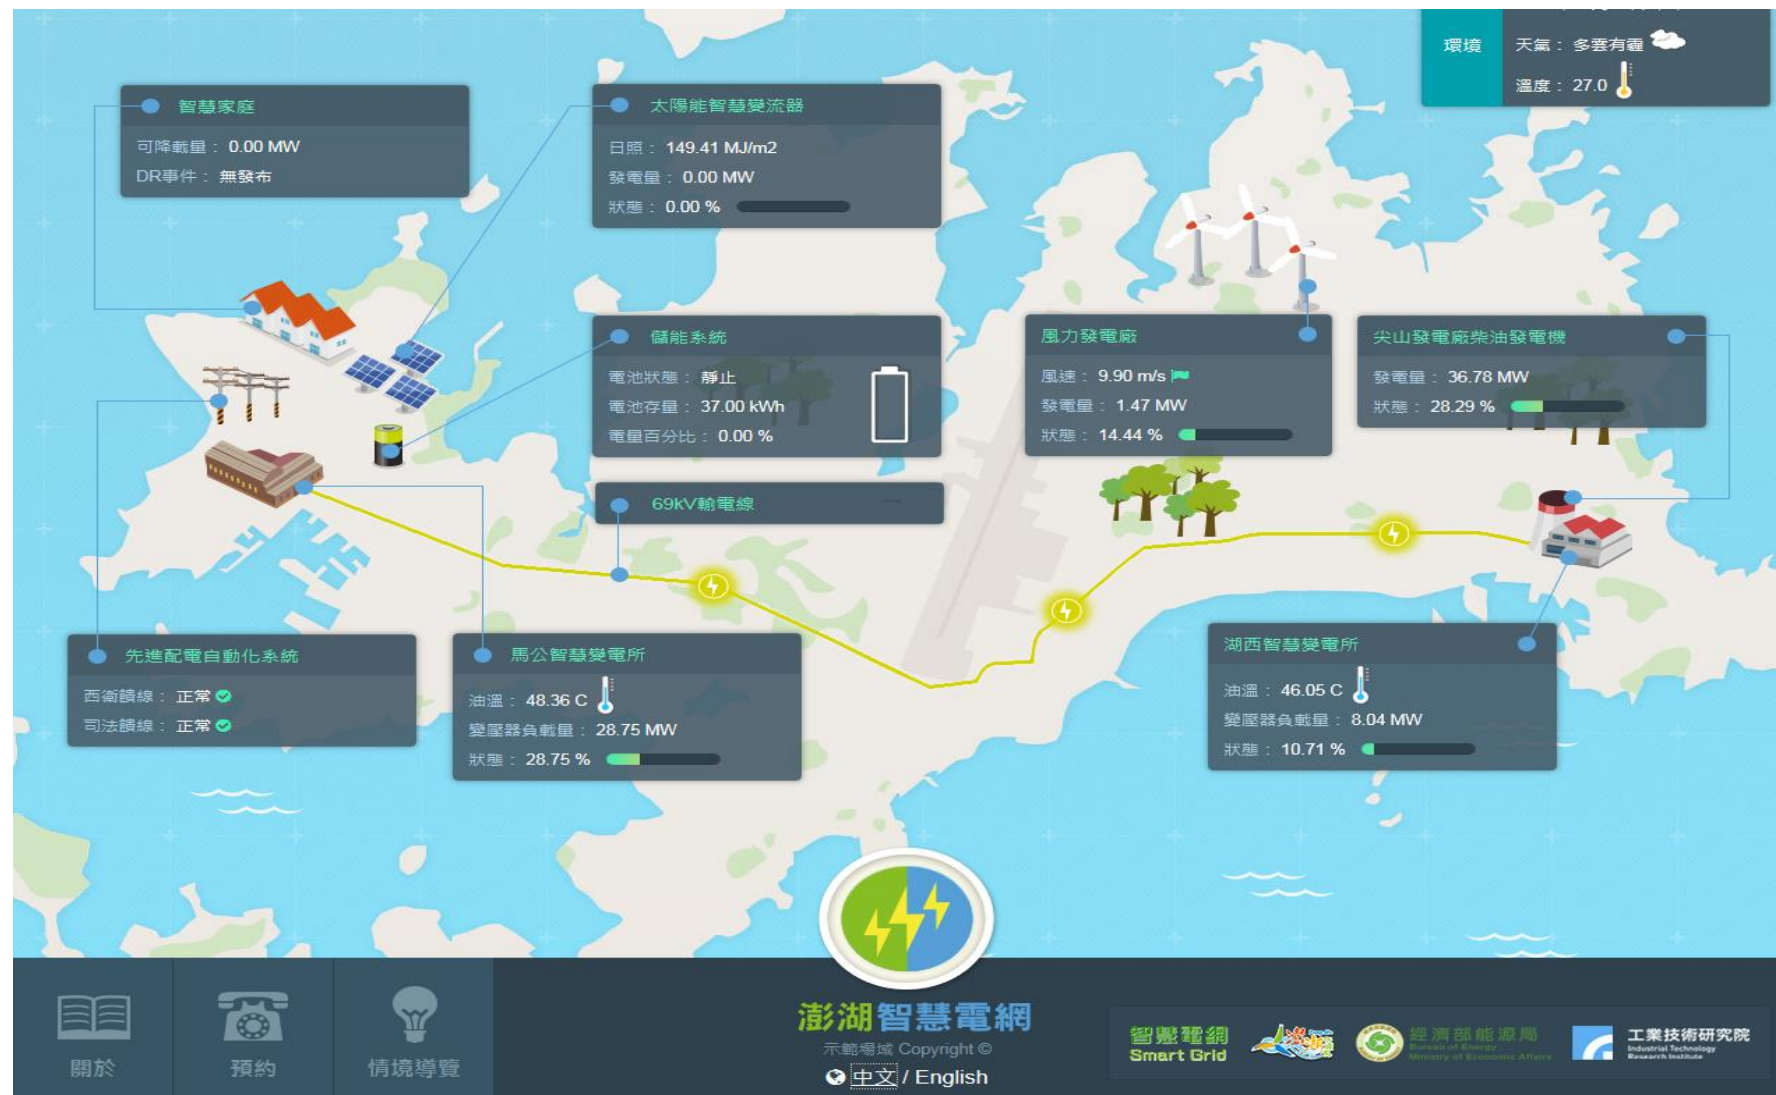 環境
天氣： 多雲有霾
溫度： 27.0
智慧家庭
可降載量： 0.00 MW
DR事件： 無發布
太陽能智慧變流器
日照： 149.41 MJ/m2
發電量： 0.00 MW
狀態： 0.00 %
儲能系統
電池狀態： 靜止
電池存量： 37.00 kWh
電量百分比： 0.00 %
風力發電廠
風速： 9.90 m/s
發電量： 1.47 MW
狀態： 14.44 %
尖山發電廠柴油發電機
發電量： 36.78 MW
狀態： 28.29 %
69kV輸電線
先進配電自動化系統
西衛饋線： 正常
司法饋線： 正常
馬公智慧變電所
油溫： 48.36 C
變壓器負載量： 28.75 MW
狀態： 28.75 %
湖西智慧變電所
油溫： 46.05 C
變壓器負載量： 8.04 MW
狀態： 10.71 %
關於
預約
情境導覽
澎湖智慧電網
示範場域 Copyright ©
中文 / English
智慧電網
Smart Grid
經濟部能源局
Bureau of Energy
Ministry of Economic Affairs
工業技術研究院
Industrial Technology
Research Institute